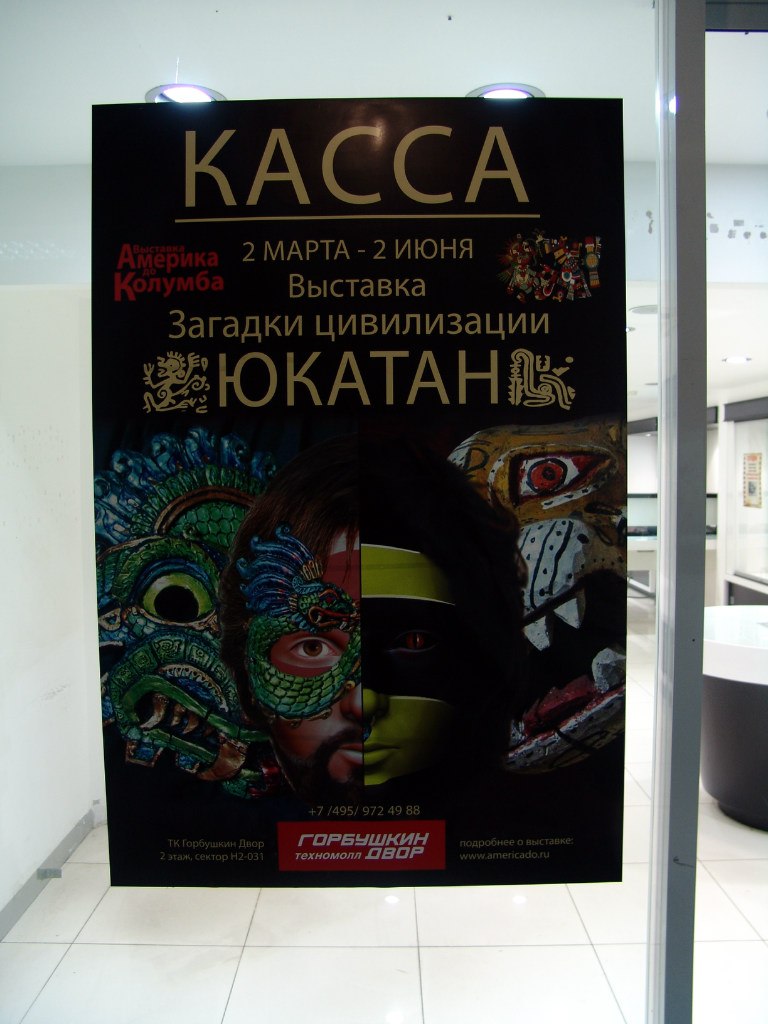 КАССА
Выставка
Америка
до
Колумба
2 МАРТА - 2 ИЮНЯ
Выставка
Загадки цивилизации
ЮКАТАН
+7 /495/ 972 49 88
ТК Горбушкин Двор
2 этаж, сектор H2-031
ГОРБУШКИН
ТЕХНОМОЛЛ ДВОР
подробнее о выставке:
www.americado.ru